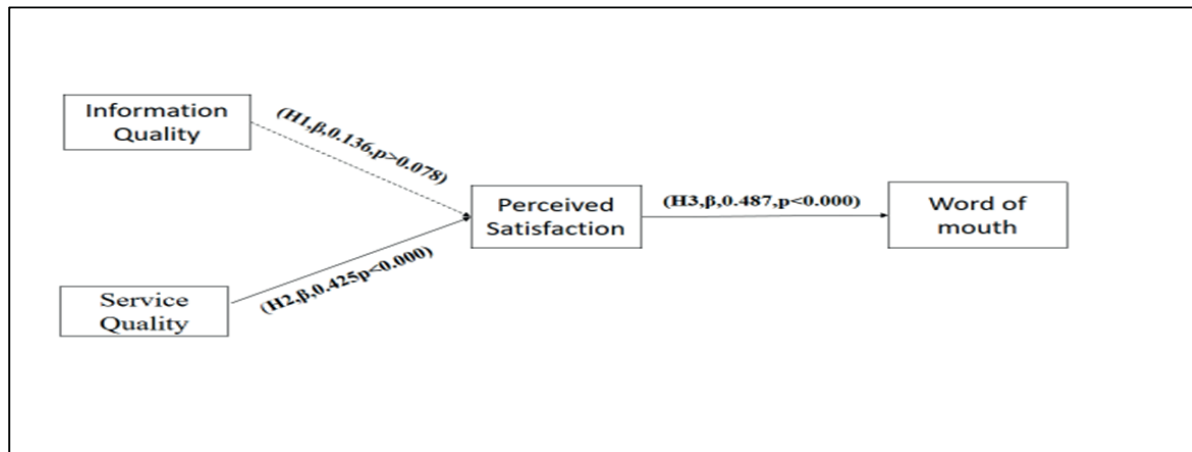 Information
Quality
(H1,β,0.136,p>0.078)
Perceived
Satisfaction
(H3,β,0.487,p<0.000)
Word of
mouth
(H2,β,0.425p<0.000)
Service
Quality